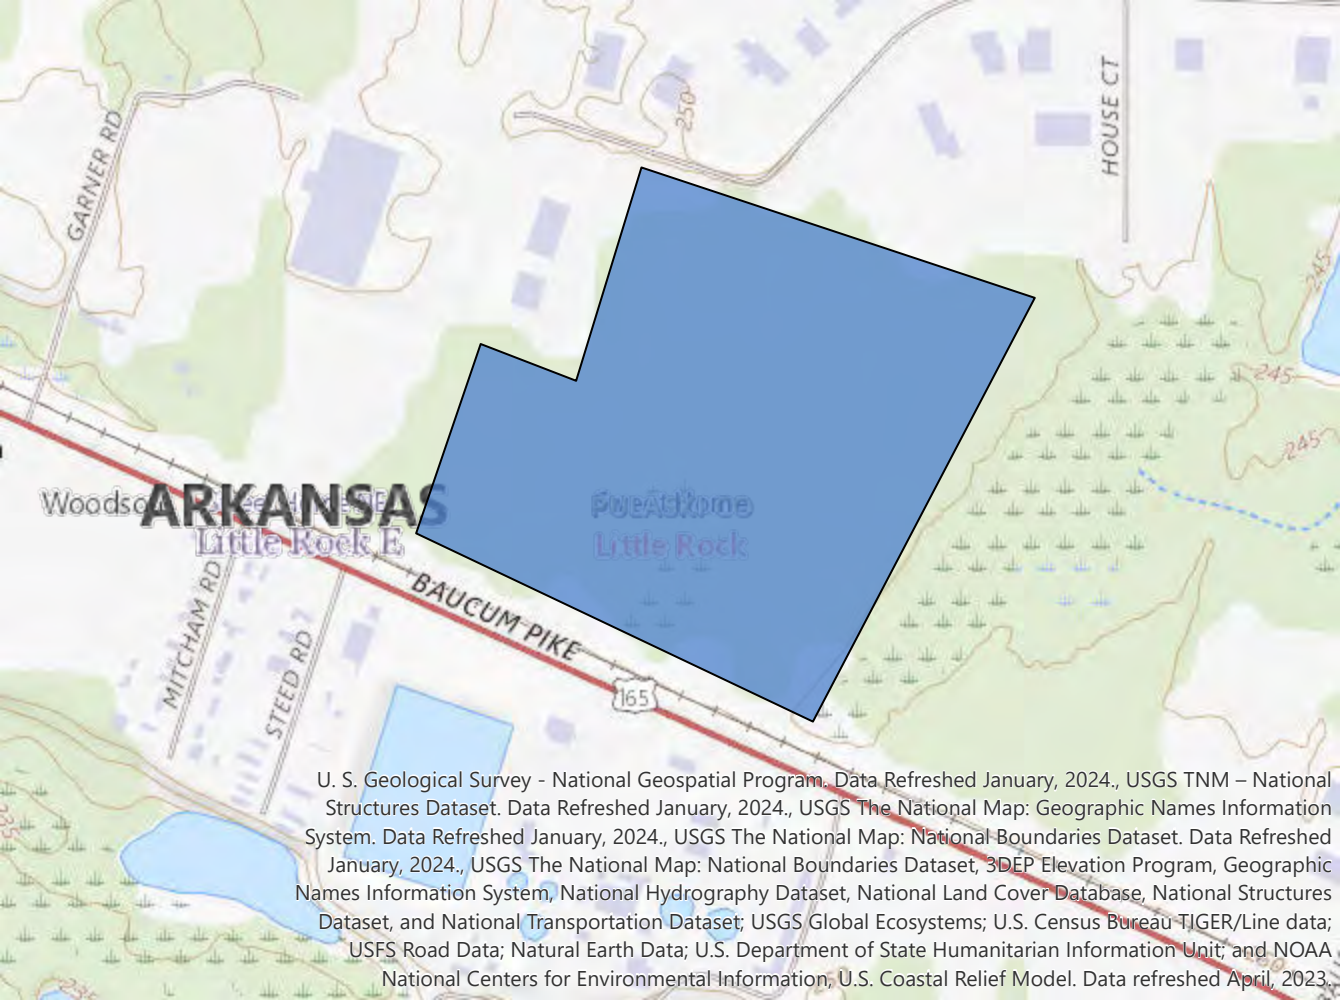 250
HOUSE CT
GARNER RD
245
245
245
ARKANSAS
Little Rock E
Little Rock
BAUCUM PIKE
MITCHAM RD
STEED RD
165
U. S. Geological Survey - National Geospatial Program. Data Refreshed January, 2024., USGS TNM – National
Structures Dataset. Data Refreshed January, 2024., USGS The National Map: Geographic Names Information
System. Data Refreshed January, 2024., USGS The National Map: National Boundaries Dataset. Data Refreshed
January, 2024., USGS The National Map: National Boundaries Dataset, 3DEP Elevation Program, Geographic
Names Information System, National Hydrography Dataset, National Land Cover Database, National Structures
Dataset, and National Transportation Dataset; USGS Global Ecosystems; U.S. Census Bureau TIGER/Line data;
USFS Road Data; Natural Earth Data; U.S. Department of State Humanitarian Information Unit; and NOAA
National Centers for Environmental Information, U.S. Coastal Relief Model. Data refreshed April, 2023.
235